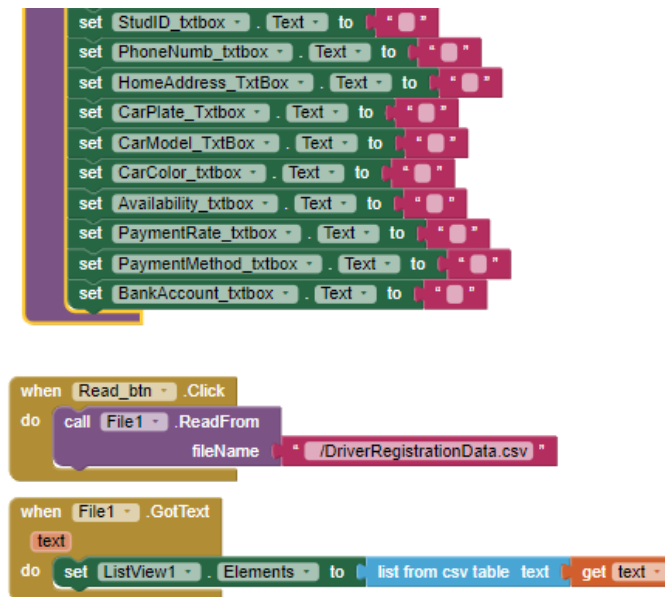 set StudID_txtbox . Text to " "
set PhoneNumb_txtbox . Text to " "
set HomeAddress_TxtBox . Text to " "
set CarPlate_Txtbox . Text to " "
set CarModel_TxtBox . Text to " "
set CarColor_txtbox . Text to " "
set Availability_txtbox . Text to " "
set PaymentRate_txtbox . Text to " "
set PaymentMethod_txtbox . Text to " "
set BankAccount_txtbox . Text to " "
when Read_btn .Click
do call File1 .ReadFrom
fileName " /DriverRegistrationData.csv "
when File1 .GotText
text
do set ListView1 . Elements to list from csv table text get text